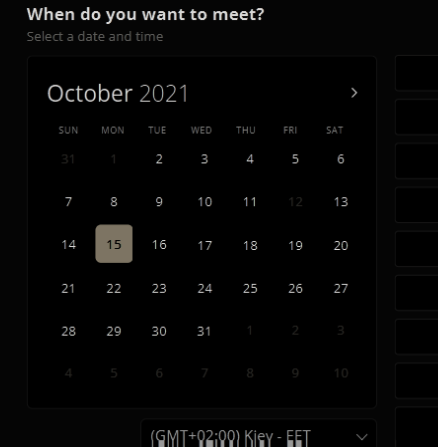 When do you want to meet?
Select a date and time
October 2021
SUN MON TUE WED THU FRI SAT
31 1 2 3 4 5 6
7 8 9 10 11 12 13
14 15 16 17 18 19 20
21 22 23 24 25 26 27
28 29 30 31 1 2 3
4 5 6 7 8 9 10
(GMT+02:00) Kiev - EET